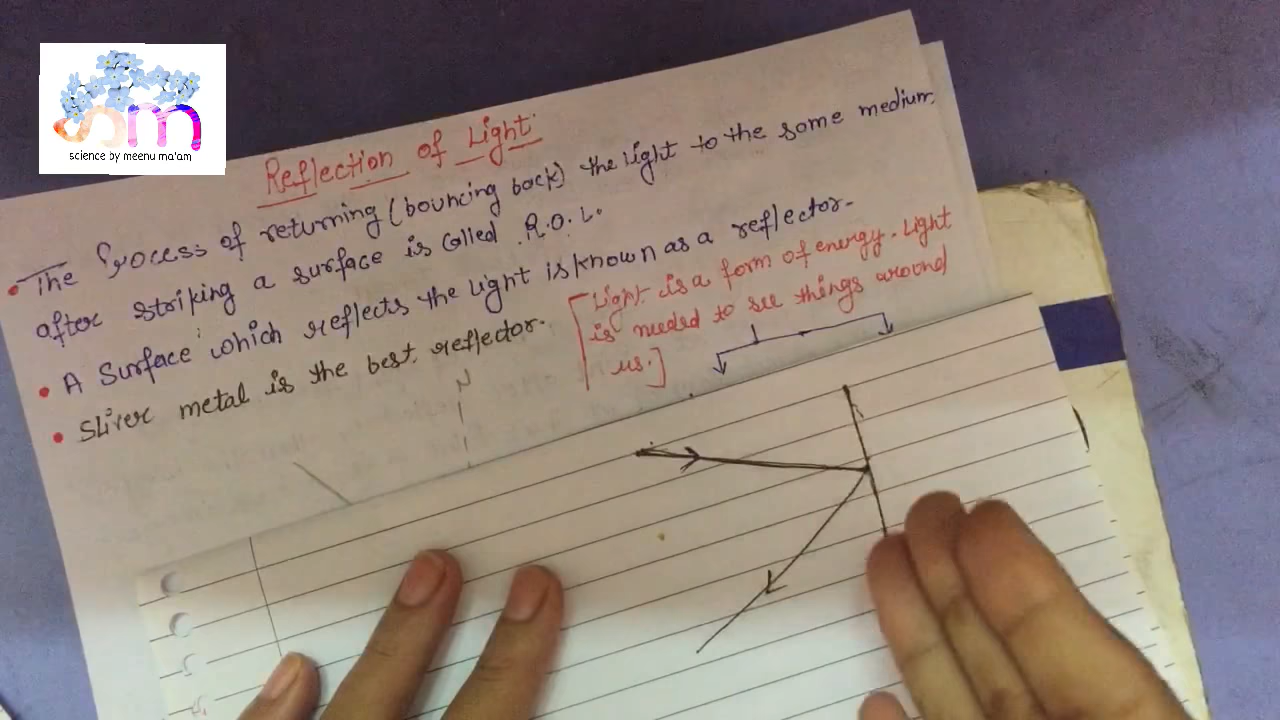 science by meenu ma'am
Reflection of Light
The Process of returning (bouncing back) the light to the some medium.
after striking a surface is called R.O.L.
A Surface which reflects the light is known as a reflector.
Sliver metal is the best reflector.
[Light is a form of energy. Light
is needed to see things around
us.]
N